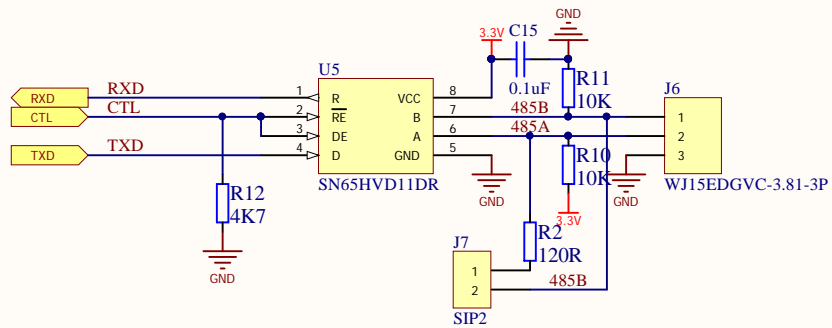 GND
3.3V
C15
U5
0.1uF
R11
10K
J6
RXD
RXD
1
R
VCC
8
CTL
CTL
2
RE
B
7
485B
1
3
DE
A
6
485A
2
TXD
TXD
4
D
GND
5
3
SN65HVD11DR
R10
10K
WJ15EDGVC-3.81-3P
GND
GND
3.3V
R12
4K7
R2
120R
GND
J7
1
2
485B
SIP2